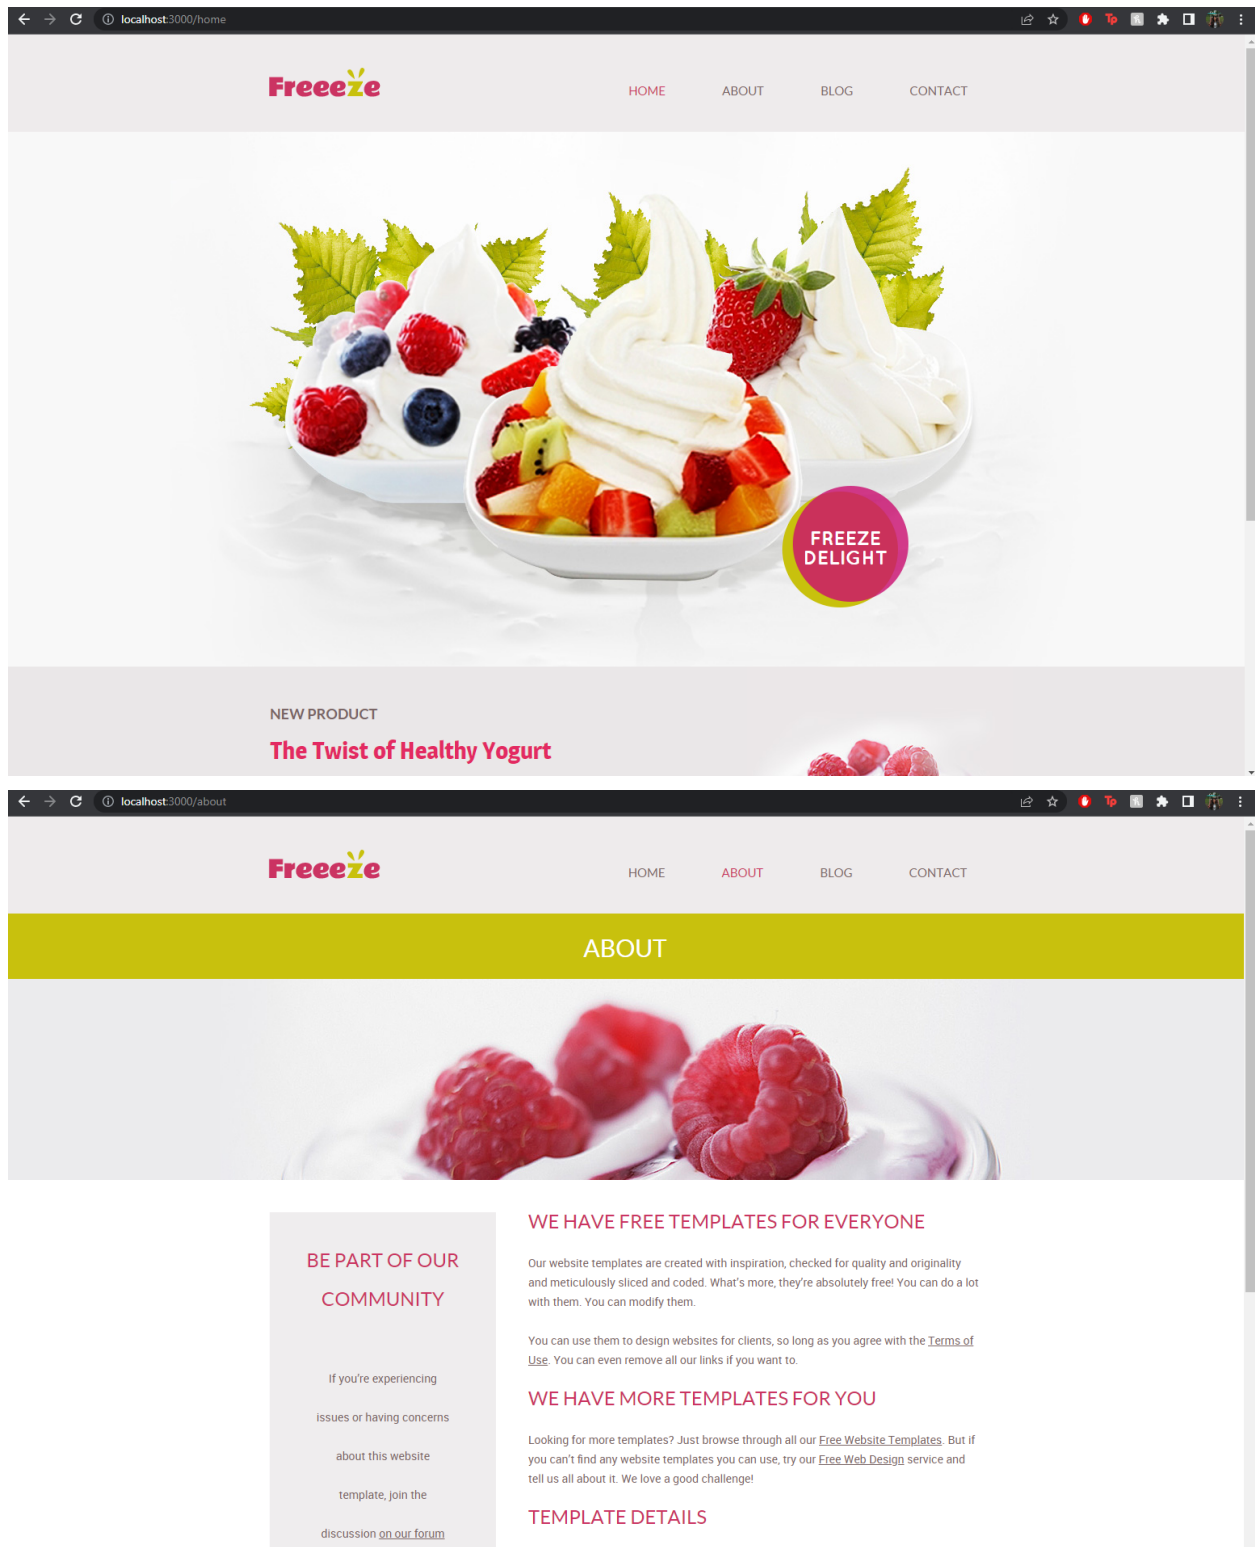 localhost:3000/home
Freeeze
HOME ABOUT BLOG CONTACT
FREEZE
DELIGHT
NEW PRODUCT
The Twist of Healthy Yogurt
localhost:3000/about
Freeeze
HOME ABOUT BLOG CONTACT
ABOUT
BE PART OF OUR
COMMUNITY
If you're experiencing
issues or having concerns
about this website
template, join the
discussion on our forum
WE HAVE FREE TEMPLATES FOR EVERYONE
Our website templates are created with inspiration, checked for quality and originality
and meticulously sliced and coded. What's more, they're absolutely free! You can do a lot
with them. You can modify them.
You can use them to design websites for clients, so long as you agree with the Terms of
Use. You can even remove all our links if you want to.
WE HAVE MORE TEMPLATES FOR YOU
Looking for more templates? Just browse through all our Free Website Templates. But if
you can't find any website templates you can use, try our Free Web Design service and
tell us all about it. We love a good challenge!
TEMPLATE DETAILS